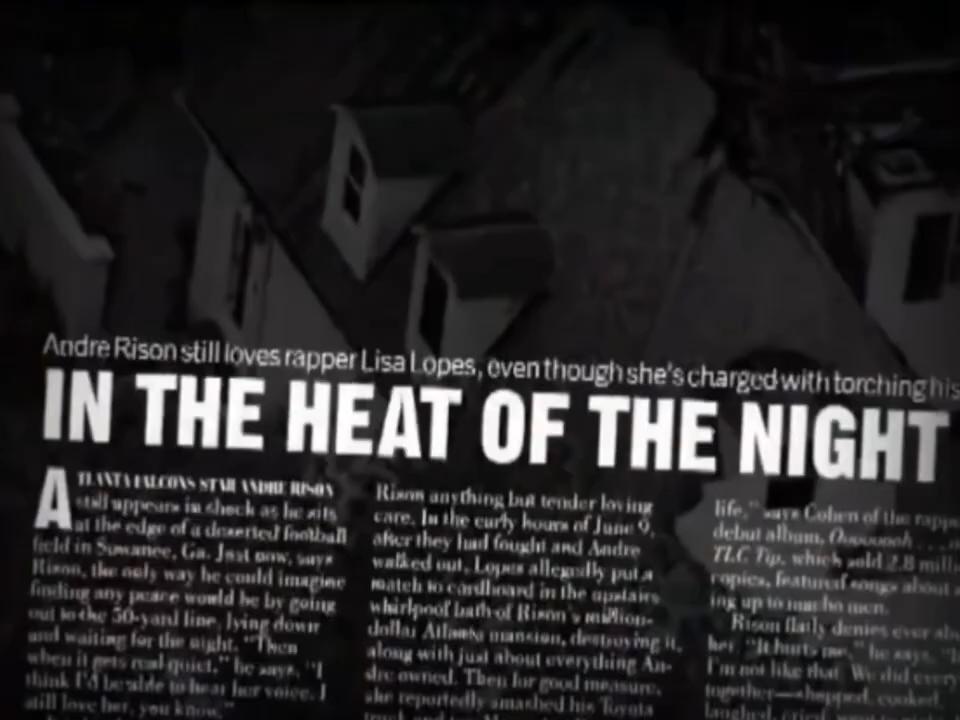 Andre Rison still loves rapper Lisa Lopes, even though she's charged with torching his
IN THE HEAT OF THE NIGHT
ATLANTA FALCONS STAR ANDRE RISON
still appears in shock as he sits
at the edge of a deserted football
field in Suwanee, Ga. Just now, says
Rison, the only way he could imagine
finding any peace would be by going
out to the 50-yard line, lying down
and waiting for the night. "Then
when it gets real quiet," he says, "I
think I'd be able to hear her voice. I
still love her, you know."
Rison anything but tender loving
care. In the early hours of June 9,
after they had fought and Andre
walked out, Lopes allegedly put a
match to cardboard in the upstairs
whirlpool bath of Rison's million-
dollar Atlanta mansion, destroying it,
along with just about everything An-
dre owned. Then for good measure,
she reportedly smashed his Toyota
life," says Cohen of the
debut album, Ooooooohh
TLC Tip, which sold 2.8
copies, featured songs about
ing up to macho men.
Rison flatly denies ever
her. "It hurts me," he says.
I'm not like that. We did
together—shopped, cooked,
laughed,